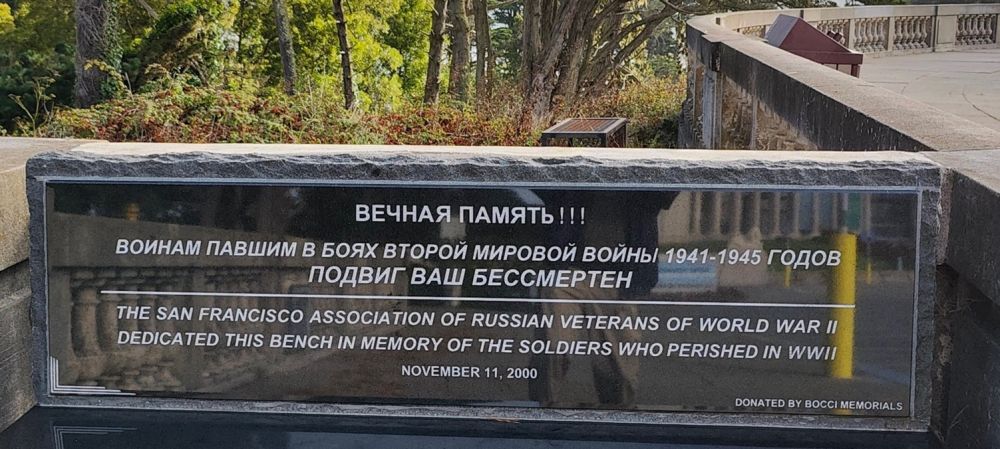 ВЕЧНАЯ ПАМЯТЬ!!!
ВОИНАМ ПАВШИМ В БОЯХ ВТОРОЙ МИРОВОЙ ВОЙНЫ 1941-1945 ГОДОВ
ПОДВИГ ВАШ БЕССМЕРТЕН
THE SAN FRANCISCO ASSOCIATION OF RUSSIAN VETERANS OF WORLD WAR II
DEDICATED THIS BENCH IN MEMORY OF THE SOLDIERS WHO PERISHED IN WWII
NOVEMBER 11, 2000
DONATED BY BOCCI MEMORIALS